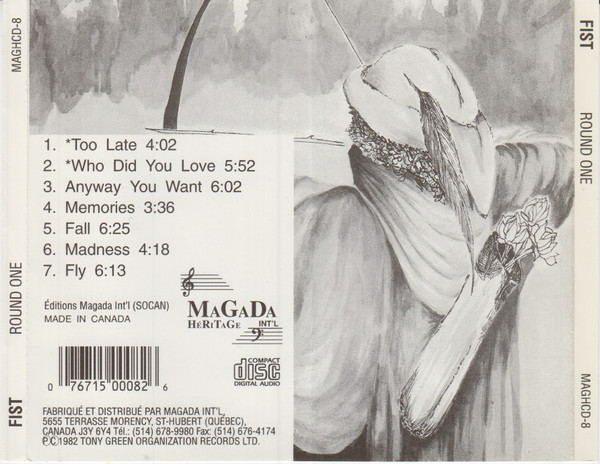 MAGHCD-8
ROUND ONE
FIST
1. *Too Late 4:02
2. *Who Did You Love 5:52
3. Anyway You Want 6:02
4. Memories 3:36
5. Fall 6:25
6. Madness 4:18
7. Fly 6:13
Éditions Magada Int'l (SOCAN)
MADE IN CANADA
MAGADA
HÉRITAGE
INT'L
COMPACT
disc
DIGITAL AUDIO
0 76715 00082 6
FABRIQUÉ ET DISTRIBUÉ PAR MAGADA INT'L,
5655 TERRASSE MORENCY, ST-HUBERT (QUÉBEC),
CANADA J3Y 6Y4 Tél.: (514) 678-9980 Fax: (514) 676-4174
P.C.1982 TONY GREEN ORGANIZATION RECORDS LTD.
FIST
ROUND ONE
MAGHCD-8